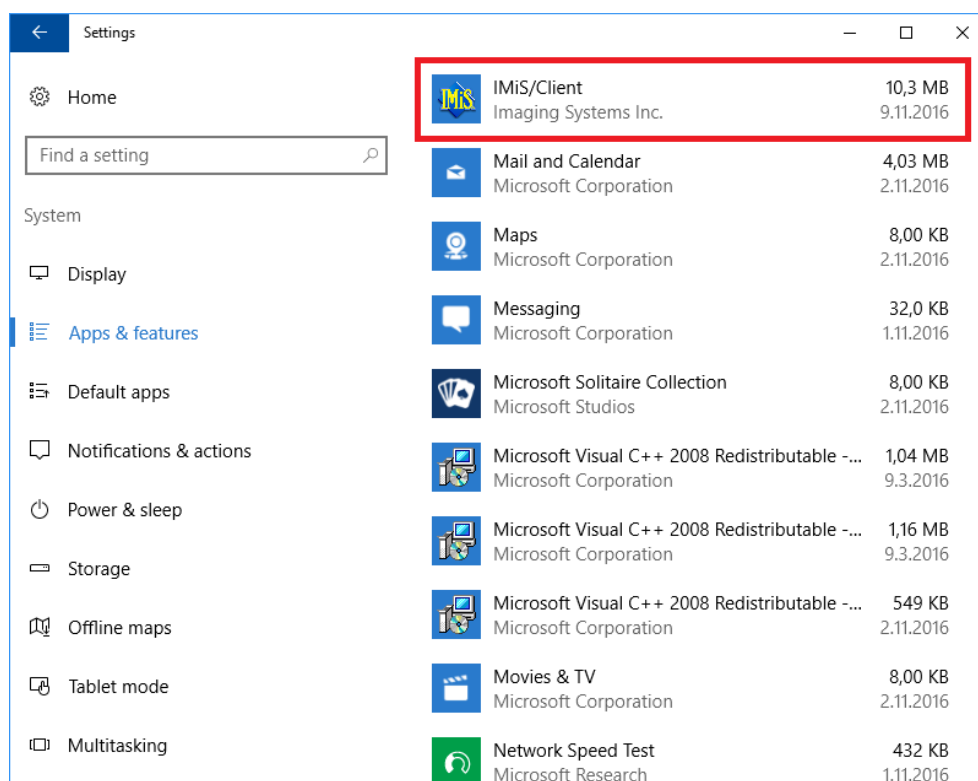 Settings
Home
Find a setting
System
Display
Apps & features
Default apps
Notifications & actions
Power & sleep
Storage
Offline maps
Tablet mode
Multitasking
IMiS
IMiS/Client 10,3 MB
Imaging Systems Inc. 9.11.2016
Mail and Calendar 4,03 MB
Microsoft Corporation 2.11.2016
Maps 8,00 KB
Microsoft Corporation 2.11.2016
Messaging 32,0 KB
Microsoft Corporation 1.11.2016
Microsoft Solitaire Collection 8,00 KB
Microsoft Studios 2.11.2016
Microsoft Visual C++ 2008 Redistributable -... 1,04 MB
Microsoft Corporation 9.3.2016
Microsoft Visual C++ 2008 Redistributable -... 1,16 MB
Microsoft Corporation 9.3.2016
Microsoft Visual C++ 2008 Redistributable -... 549 KB
Microsoft Corporation 2.11.2016
Movies & TV 8,00 KB
Microsoft Corporation 2.11.2016
Network Speed Test 432 KB
Microsoft Research 1.11.2016